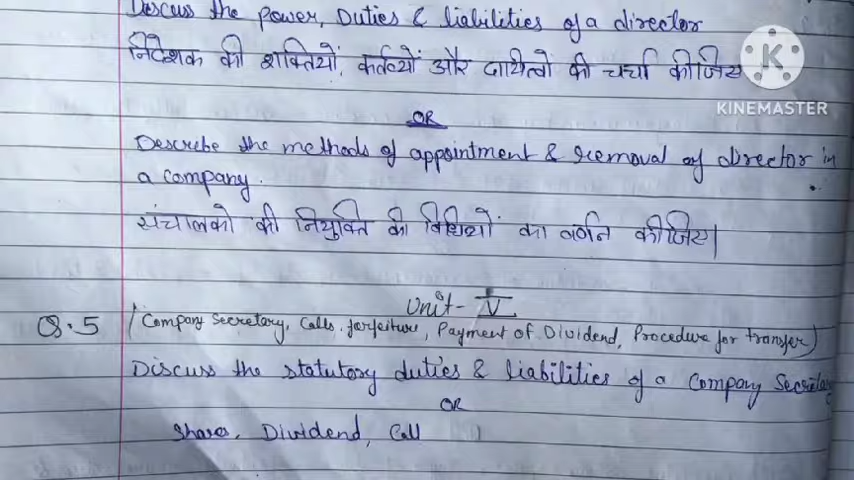 Discuss the power, Duties & liabilities of a director
निदेशक की शक्तियों, कर्तव्यों और दायीत्वो की चर्चा कीजिए
K
KINEMASTER
OR
Describe the methods of appointment & removal of director in
a company.
संचालको की नियुक्ति की विधियों का वर्णन कीजिए|
Unit - V
Q.5 (Company Secretary, Calls, forfeiture, Payment of Dividend, Procedure for transfer)
Discuss the statutory duties & liabilities of a Company Secretary
OR
Shares, Dividend, Call